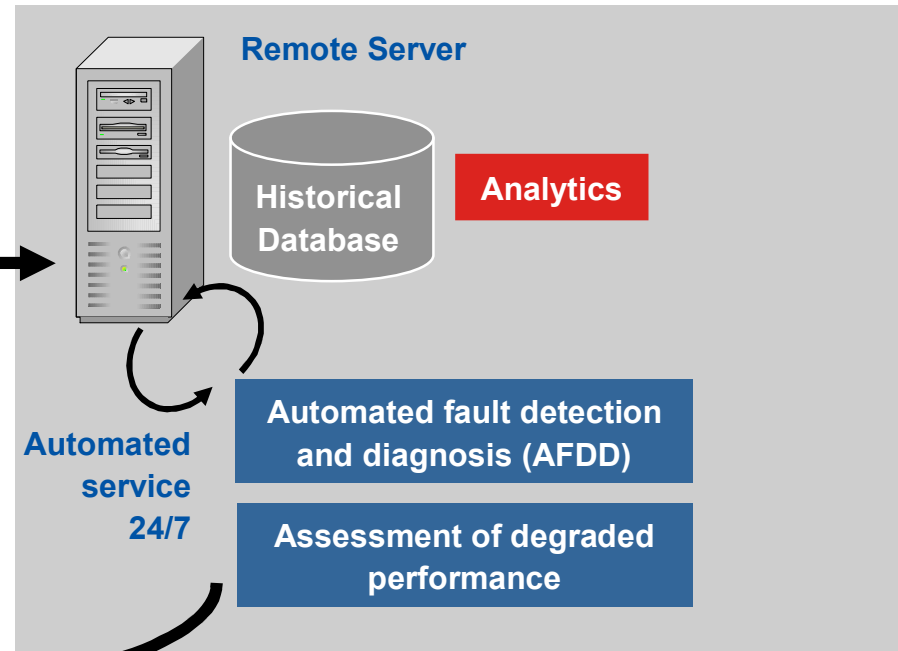 Remote Server
Historical
Database
Analytics
Automated fault detection
and diagnosis (AFDD)
Automated
service
24/7
Assessment of degraded
performance